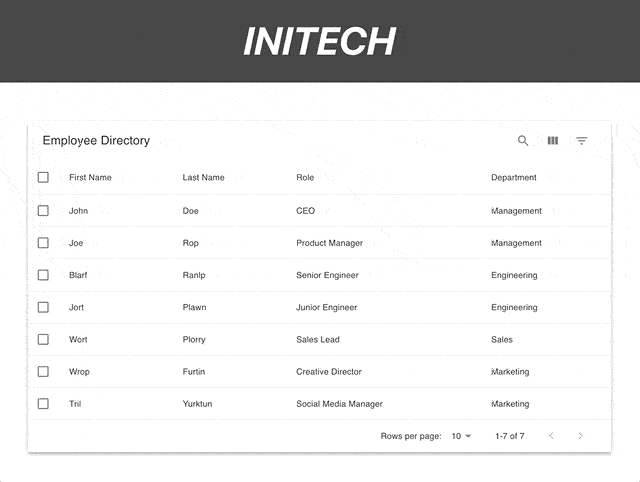 INITECH
Employee Directory
First Name Last Name Role Department
John Doe CEO Management
Joe Rop Product Manager Management
Blarf Ranlp Senior Engineer Engineering
Jort Plawn Junior Engineer Engineering
Wort Plorry Sales Lead Sales
Wrop Furtin Creative Director Marketing
Tril Yurktun Social Media Manager Marketing
Rows per page: 10 1-7 of 7